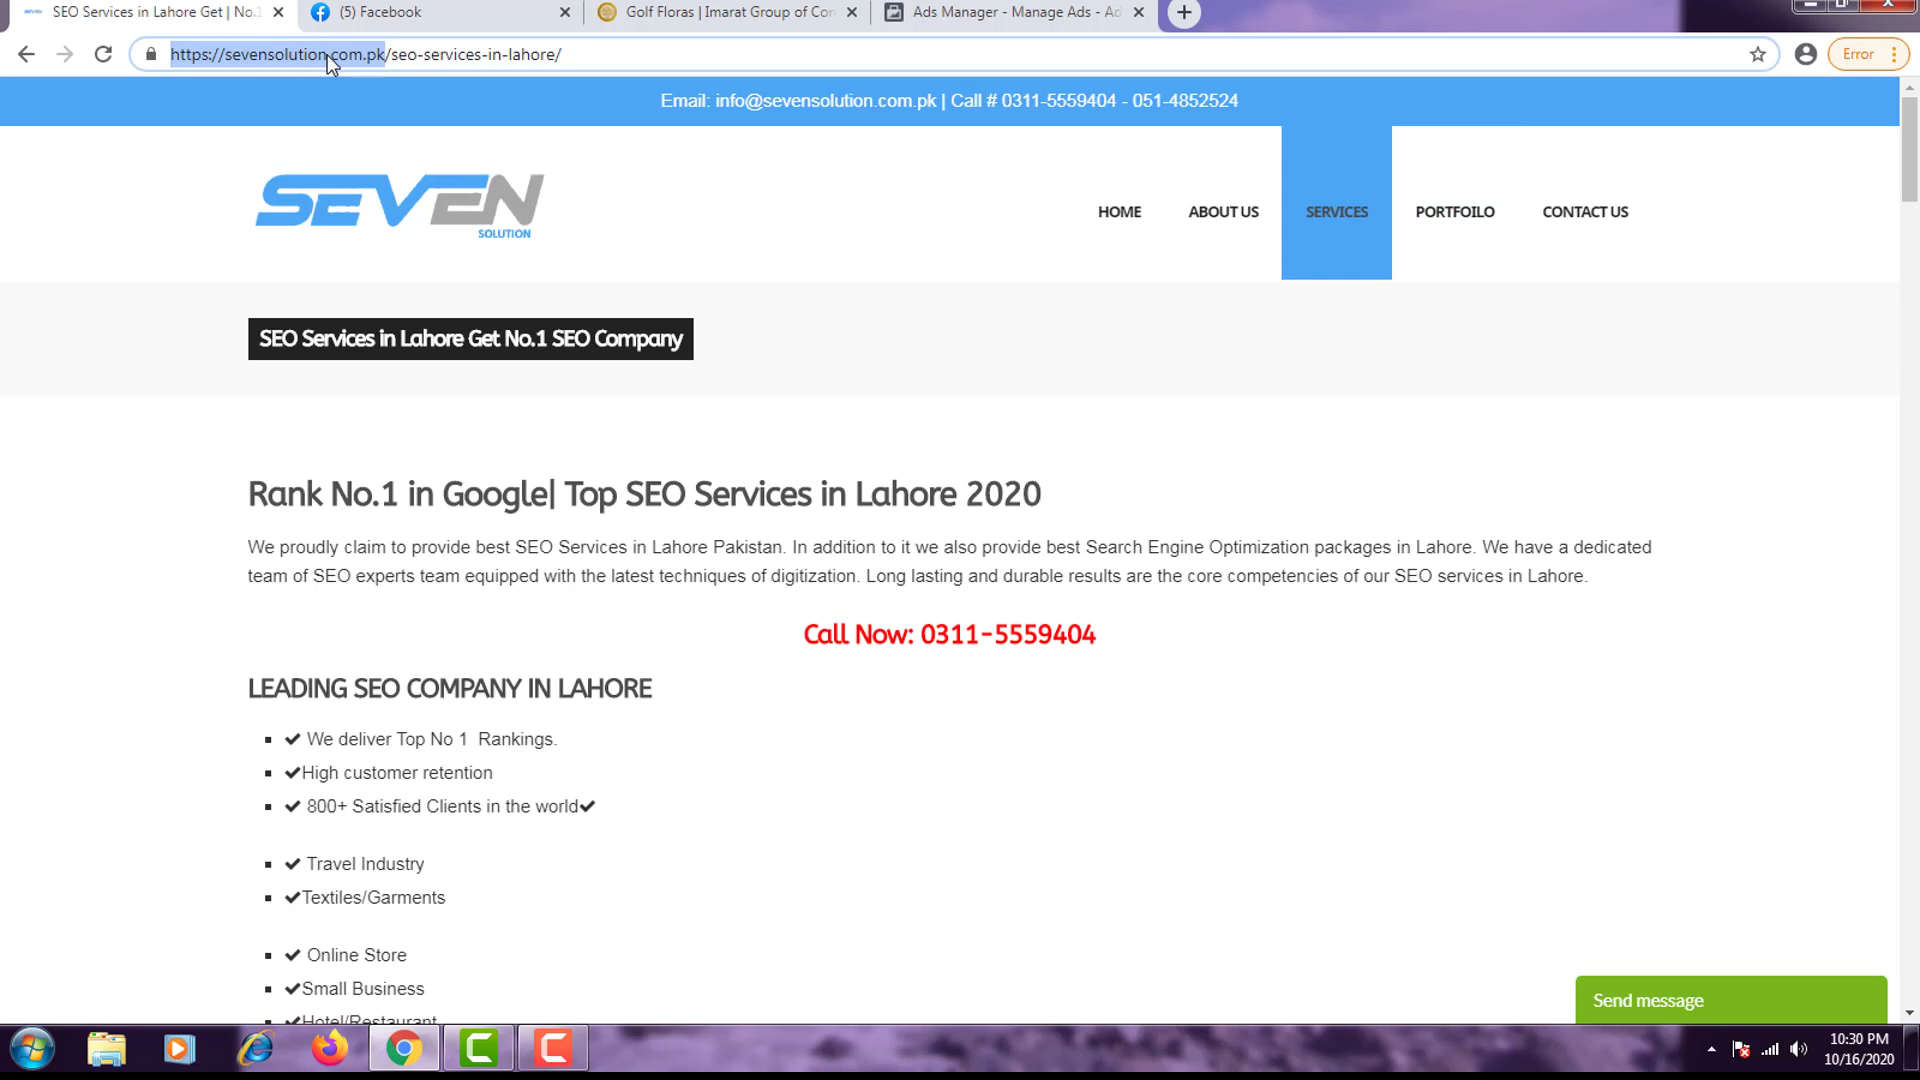 SEO Services in Lahore Get | No.1
(5) Facebook
Golf Floras | Imarat Group of Con
Ads Manager - Manage Ads - Ad
https://sevensolution.com.pk/seo-services-in-lahore/
Error
Email: info@sevensolution.com.pk | Call # 0311-5559404 - 051-4852524
SEVEN
SOLUTION
HOME
ABOUT US
SERVICES
PORTFOILO
CONTACT US
SEO Services in Lahore Get No.1 SEO Company
Rank No.1 in Google| Top SEO Services in Lahore 2020
We proudly claim to provide best SEO Services in Lahore Pakistan. In addition to it we also provide best Search Engine Optimization packages in Lahore. We have a dedicated
team of SEO experts team equipped with the latest techniques of digitization. Long lasting and durable results are the core competencies of our SEO services in Lahore.
Call Now: 0311-5559404
LEADING SEO COMPANY IN LAHORE
✔ We deliver Top No 1 Rankings.
✔High customer retention
✔ 800+ Satisfied Clients in the world✔
✔ Travel Industry
✔Textiles/Garments
✔ Online Store
✔Small Business
✔Hotel/Restaurant
Send message
10:30 PM
10/16/2020